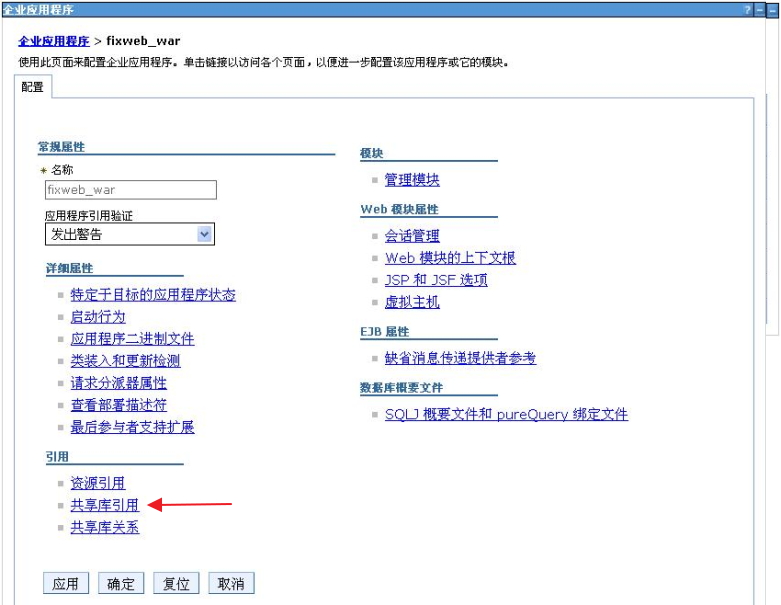 企业应用程序 ? –
企业应用程序 > fixweb_war
使用此页面来配置企业应用程序。单击链接以访问各个页面，以便进一步配置该应用程序或它的模块。
配置
常规属性
* 名称
fixweb_war
应用程序引用验证
发出警告
详细属性
特定于目标的应用程序状态
启动行为
应用程序二进制文件
类装入和更新检测
请求分派器属性
查看部署描述符
最后参与者支持扩展
引用
资源引用
共享库引用
共享库关系
模块
管理模块
Web 模块属性
会话管理
Web 模块的上下文根
JSP 和 JSF 选项
虚拟主机
EJB 属性
缺省消息传递提供者参考
数据库概要文件
SQLJ 概要文件和 pureQuery 绑定文件
应用 确定 复位 取消